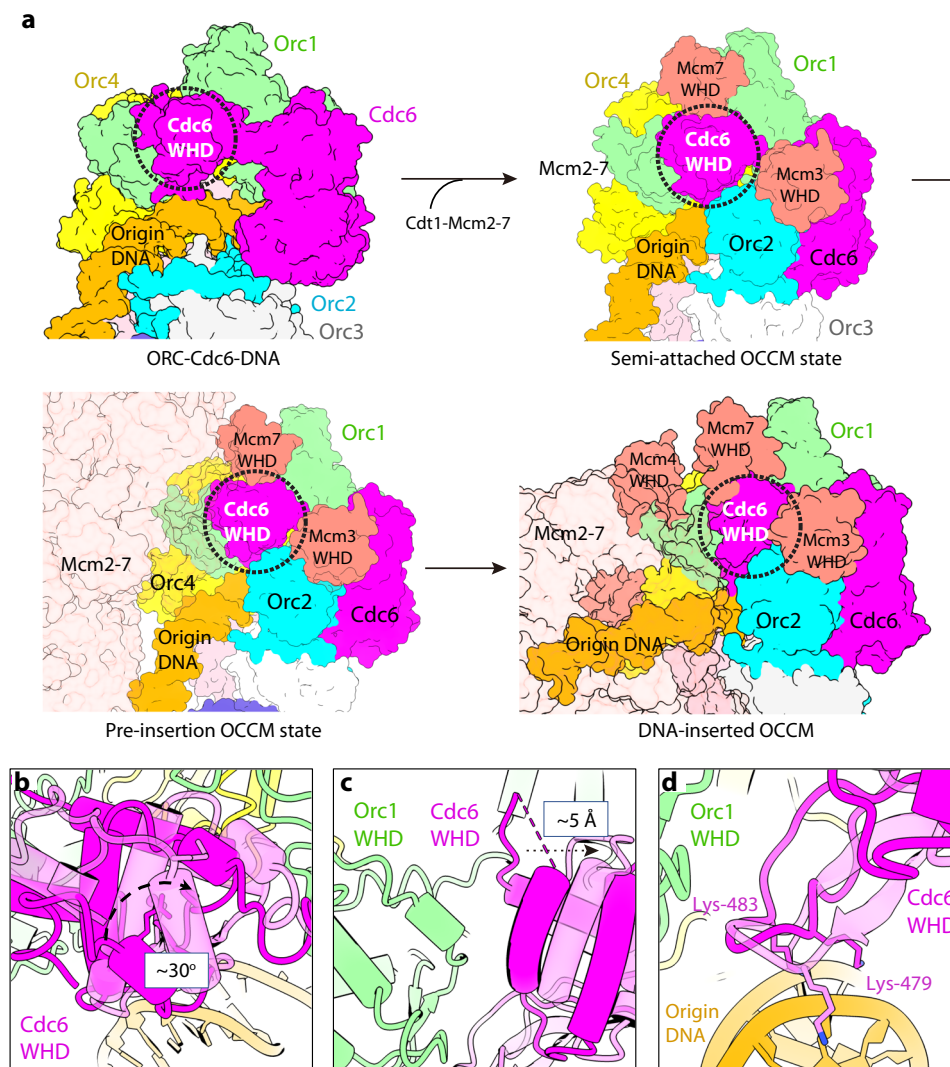 a
Orc1
Orc4
Cdc6
WHD
Cdc6
Origin
DNA
Orc2
Orc3
ORC-Cdc6-DNA
Cdt1-Mcm2-7
Orc4
Mcm7
WHD
Orc1
Cdc6
WHD
Mcm2-7
Mcm3
WHD
Origin
DNA
Orc2
Cdc6
Orc3
Semi-attached OCCM state
Mcm7
WHD
Orc1
Cdc6
WHD
Mcm3
WHD
Mcm2-7
Orc4
Orc2
Cdc6
Origin
DNA
Pre-insertion OCCM state
Mcm4
WHD
Mcm7
WHD
Orc1
Cdc6
WHD
Mcm2-7
Mcm3
WHD
Origin DNA
Orc2
Cdc6
DNA-inserted OCCM
b
~30°
Cdc6
WHD
c
Orc1
WHD
Cdc6
WHD
~5 Å
d
Orc1
WHD
Lys-483
Cdc6
WHD
Lys-479
Origin
DNA